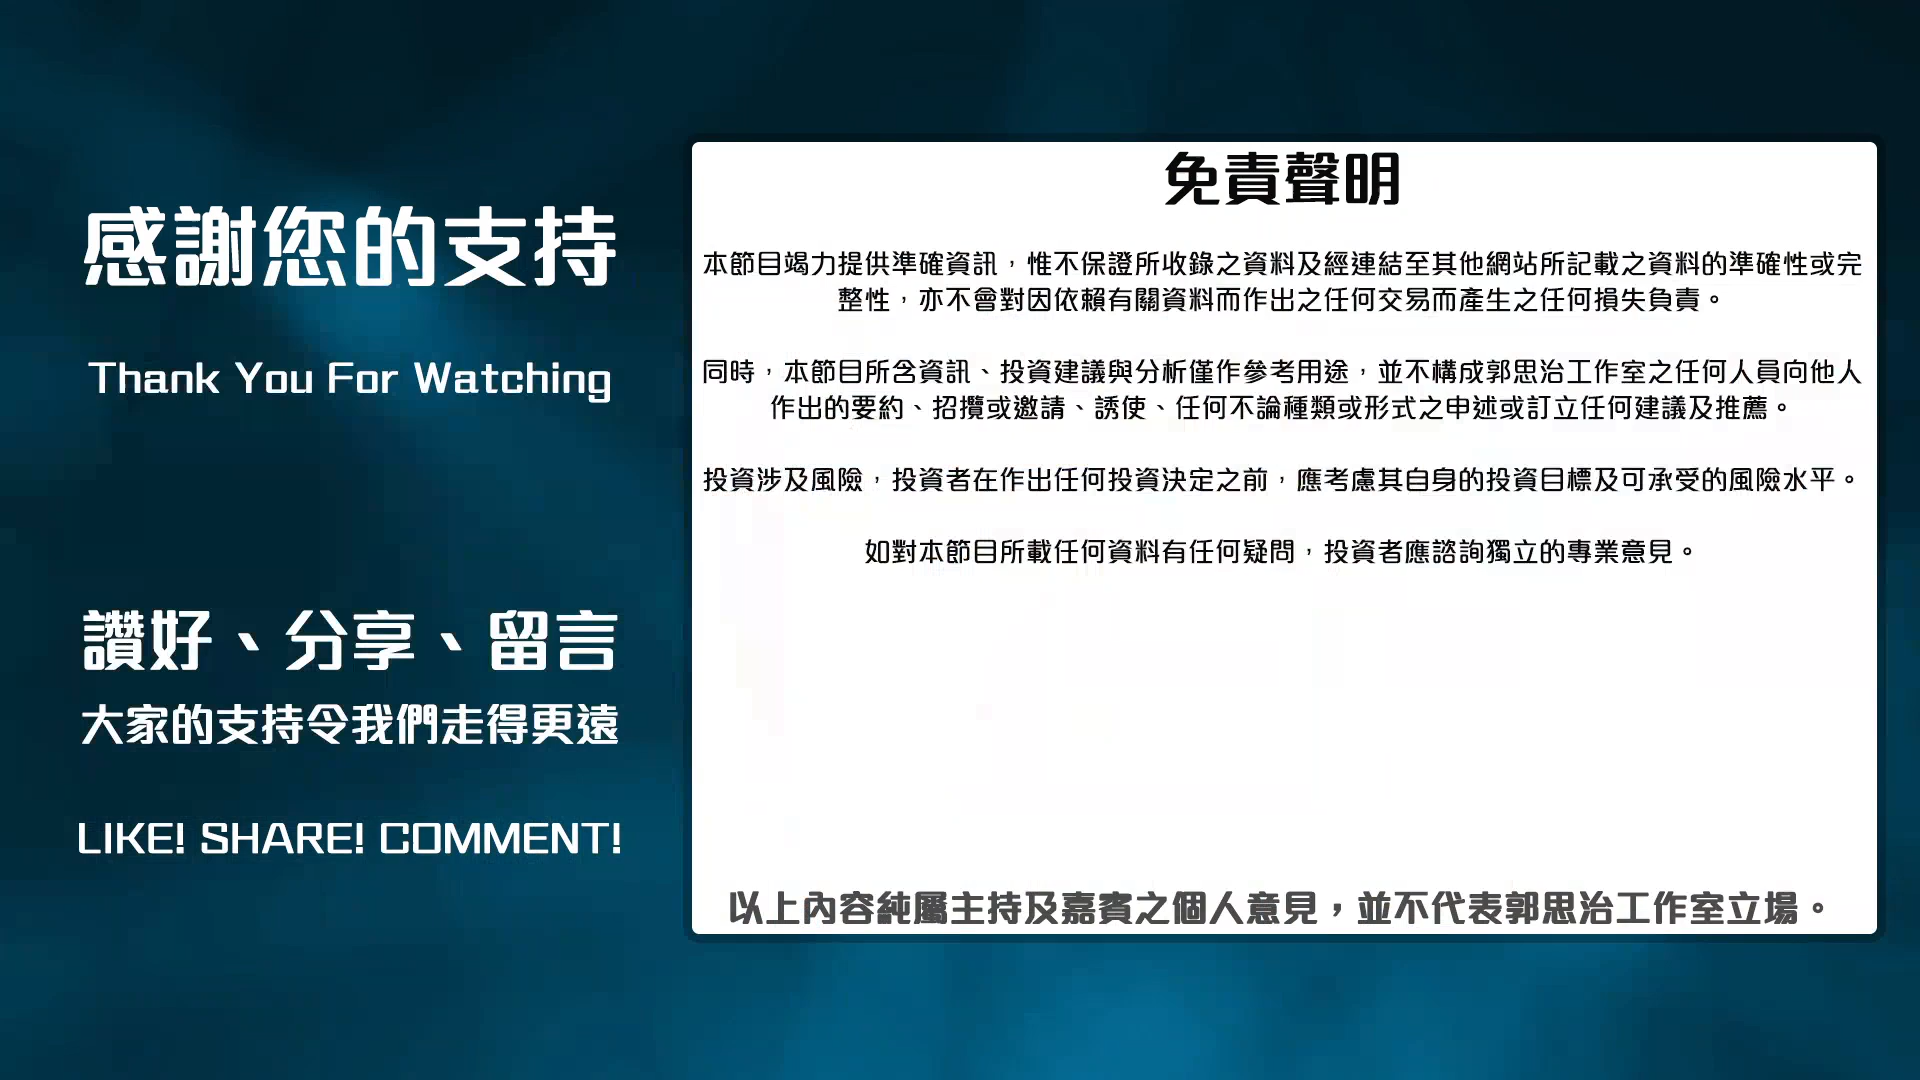 感謝您的支持
Thank You For Watching
讚好、分享、留言
大家的支持令我們走得更遠
LIKE! SHARE! COMMENT!
免責聲明
本節目竭力提供準確資訊，惟不保證所收錄之資料及經連結至其他網站所記載之資料的準確性或完
整性，亦不會對因依賴有關資料而作出之任何交易而產生之任何損失負責。
同時，本節目所含資訊、投資建議與分析僅作參考用途，並不構成郭思治工作室之任何人員向他人
作出的要約、招攬或邀請、誘使、任何不論種類或形式之申述或訂立任何建議及推薦。
投資涉及風險，投資者在作出任何投資決定之前，應考慮其自身的投資目標及可承受的風險水平。
如對本節目所載任何資料有任何疑問，投資者應諮詢獨立的專業意見。
以上內容純屬主持及嘉賓之個人意見，並不代表郭思治工作室立場。